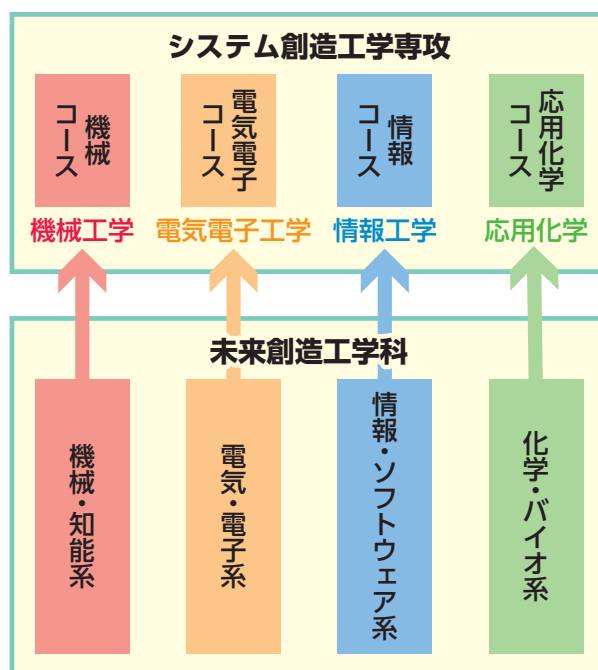 システム創造工学専攻
機械
コース
電気電子
コース
情報
コース
応用化学
コース
機械工学
電気電子工学
情報工学
応用化学
未来創造工学科
機械・知能系
電気・電子系
情報・ソフトウェア系
化学・バイオ系